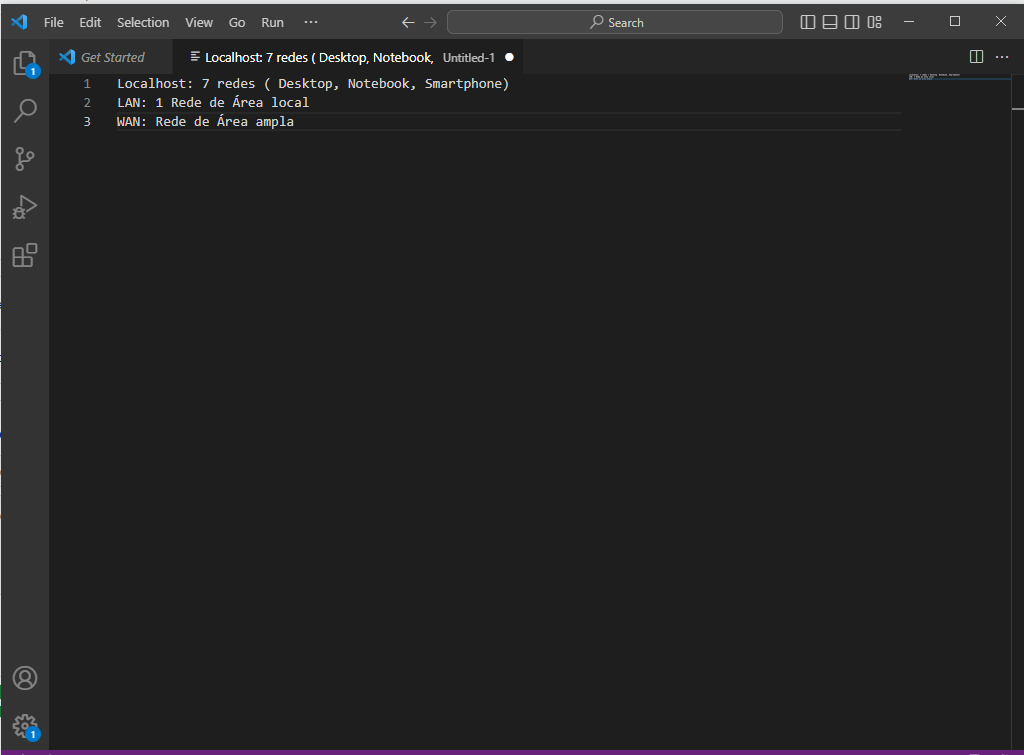 File Edit Selection View Go Run ··· Search
Get Started Localhost: 7 redes ( Desktop, Notebook, Untitled-1
1 Localhost: 7 redes ( Desktop, Notebook, Smartphone)
2 LAN: 1 Rede de Área local
3 WAN: Rede de Área ampla
1
1